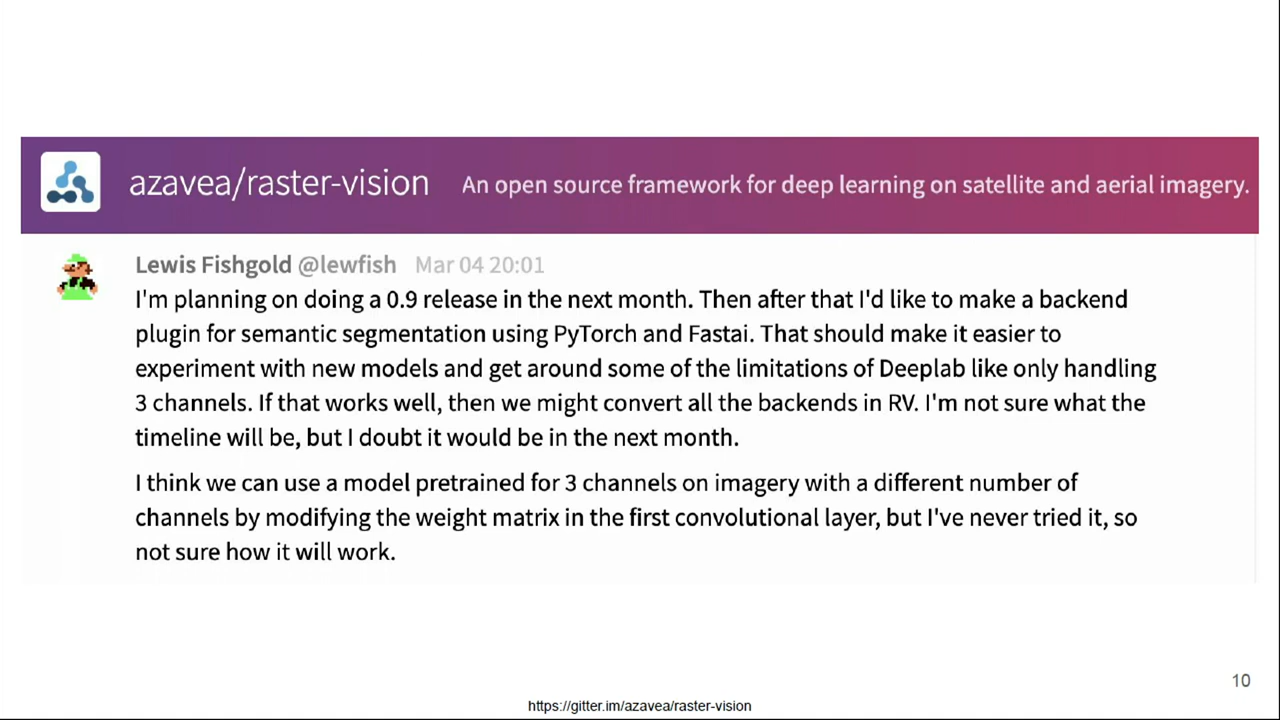 azavea/raster-vision An open source framework for deep learning on satellite and aerial imagery.
Lewis Fishgold @lewfish Mar 04 20:01
I'm planning on doing a 0.9 release in the next month. Then after that I'd like to make a backend
plugin for semantic segmentation using PyTorch and Fastai. That should make it easier to
experiment with new models and get around some of the limitations of Deeplab like only handling
3 channels. If that works well, then we might convert all the backends in RV. I'm not sure what the
timeline will be, but I doubt it would be in the next month.
I think we can use a model pretrained for 3 channels on imagery with a different number of
channels by modifying the weight matrix in the first convolutional layer, but I've never tried it, so
not sure how it will work.
10
https://gitter.im/azavea/raster-vision